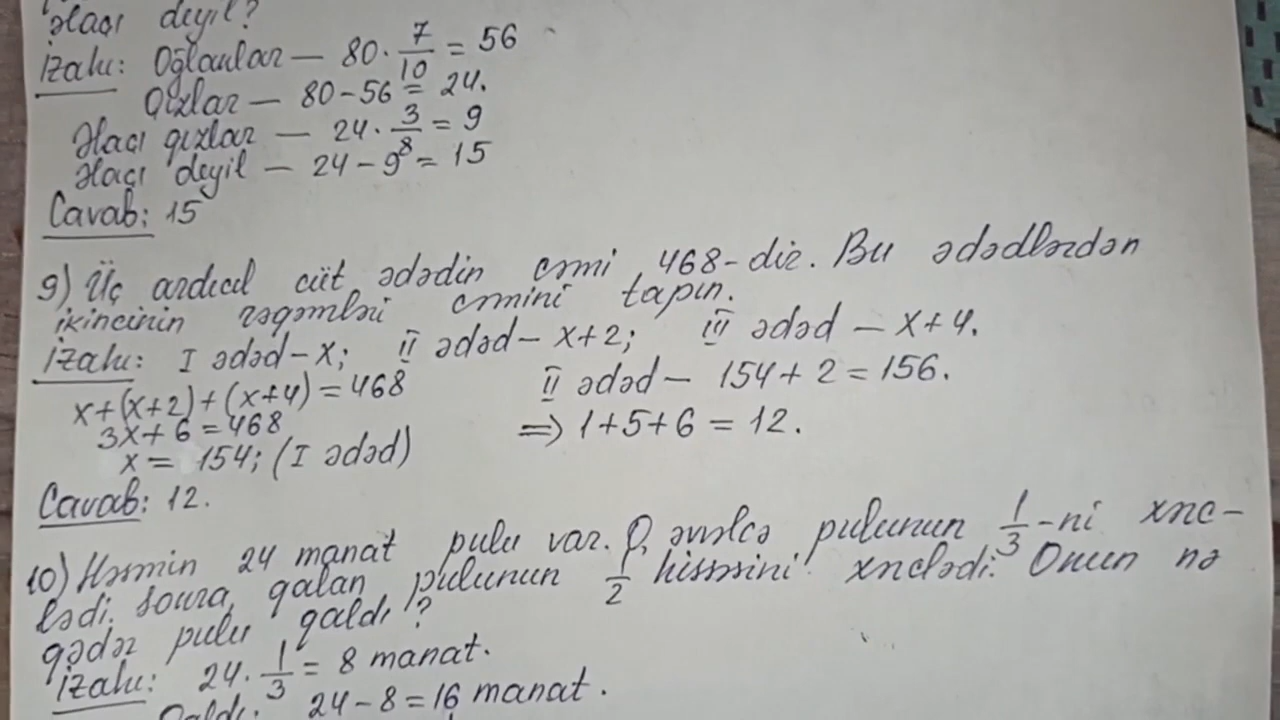 əlaçı deyil?
İzahı: Oğlanlar — 80 · 7/10 = 56
Qızlar — 80 - 56 = 24.
Əlaçı qızlar — 24 · 3/8 = 9
Əlaçı deyil — 24 - 9 = 15
Cavab: 15
9) Üç ardıcıl cüt ədədin cəmi 468-dir. Bu ədədlərdən
ikincinin rəqəmləri cəmini tapın.
İzahı: I ədəd - x; II ədəd - x+2; III ədəd — x+4.
x+(x+2)+(x+4) = 468 II ədəd — 154+2 = 156.
3x+6 = 468 => 1+5+6 = 12.
x = 154; (I ədəd)
Cavab: 12.
10) Həsmin 24 manat pulu var. O, əvvəlcə pulunun 1/3-ni xərc-
lədi. Sonra, qalan pulunun 1/2 hissəsini xərclədi. Onun nə
qədər pulu qaldı?
İzahı: 24 · 1/3 = 8 manat.
Qaldı: 24 - 8 = 16 manat.